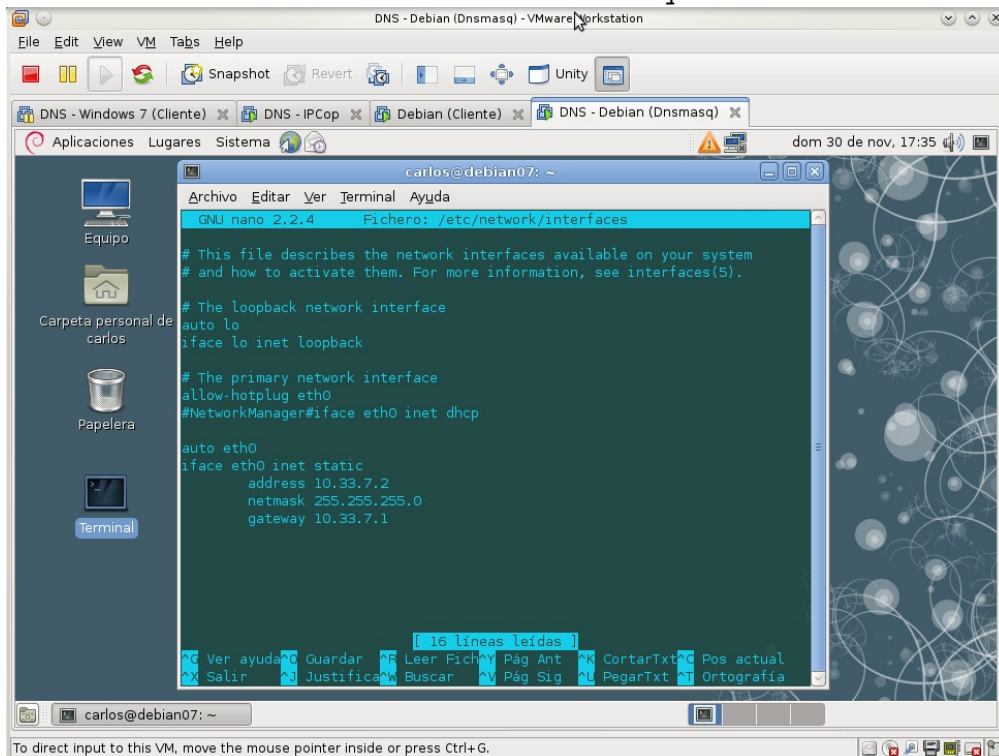 DNS - Debian (Dnsmasq) - VMware Workstation
File Edit View VM Tabs Help
Snapshot Revert Unity
DNS - Windows 7 (Cliente) DNS - IPCop Debian (Cliente) DNS - Debian (Dnsmasq)
Aplicaciones Lugares Sistema dom 30 de nov, 17:35
carlos@debian07: ~
Archivo Editar Ver Terminal Ayuda
GNU nano 2.2.4 Fichero: /etc/network/interfaces
# This file describes the network interfaces available on your system
# and how to activate them. For more information, see interfaces(5).
# The loopback network interface
auto lo
iface lo inet loopback
# The primary network interface
allow-hotplug eth0
#NetworkManager#iface eth0 inet dhcp
auto eth0
iface eth0 inet static
address 10.33.7.2
netmask 255.255.255.0
gateway 10.33.7.1
[ 16 líneas leídas ]
^G Ver ayuda ^O Guardar ^R Leer Fich ^Y Pág Ant ^K CortarTxt ^C Pos actual
^X Salir ^J Justifica ^W Buscar ^V Pág Sig ^U PegarTxt ^T Ortografía
Equipo
Carpeta personal de
carlos
Papelera
Terminal
carlos@debian07: ~
To direct input to this VM, move the mouse pointer inside or press Ctrl+G.